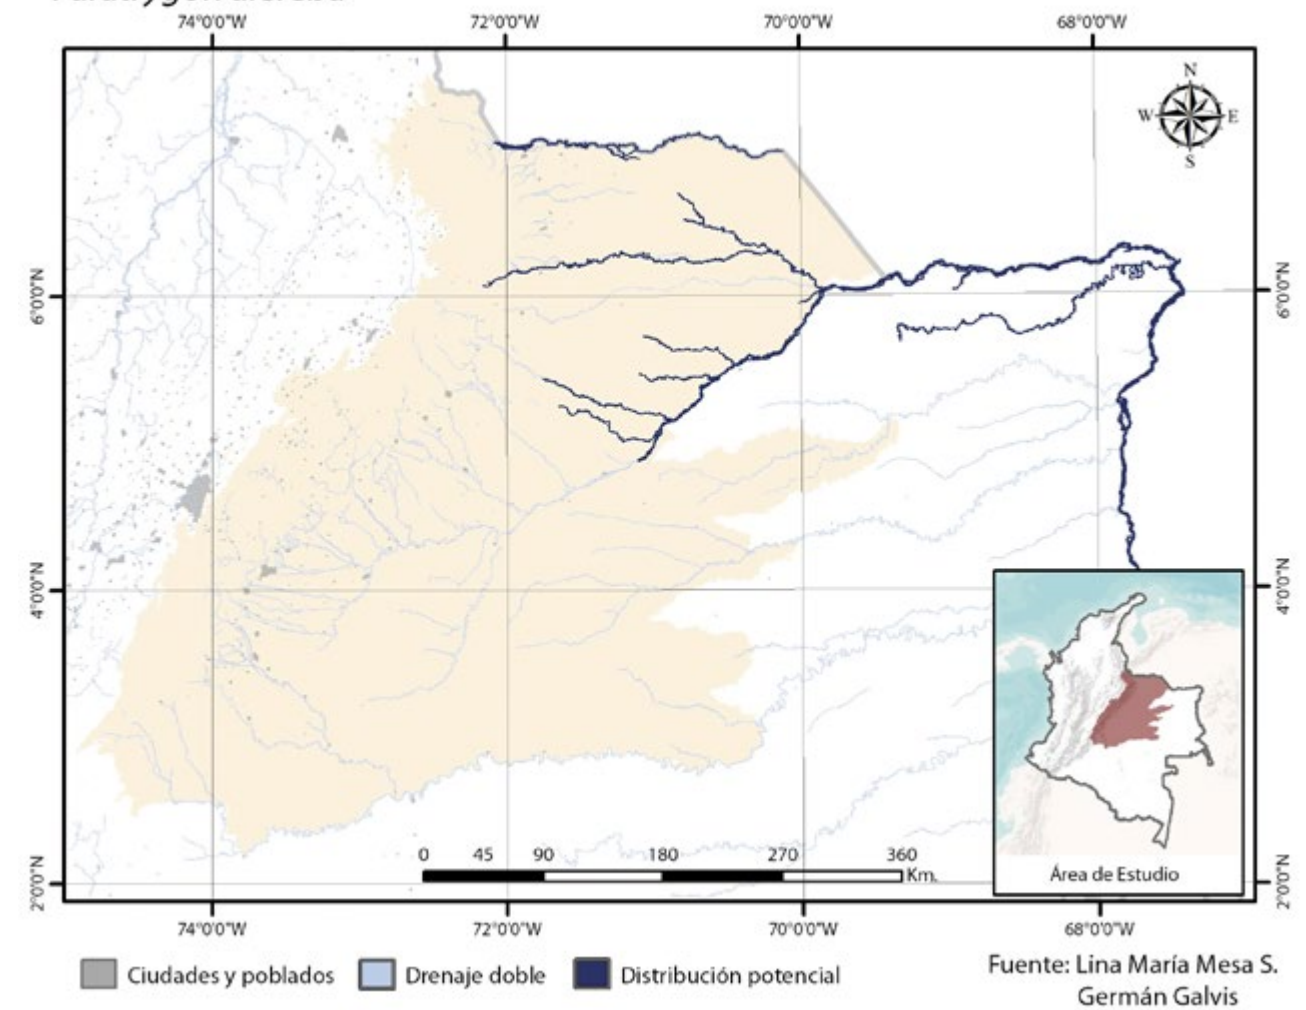 74°0'0"W 72°0'0"W 70°0'0"W 68°0'0"W
N
W E
S
6°0'0"N 6°0'0"N
4°0'0"N 4°0'0"N
0 45 90 180 270 360
Km.
Área de Estudio
2°0'0"N 2°0'0"N
74°0'0"W 72°0'0"W 70°0'0"W 68°0'0"W
Ciudades y poblados Drenaje doble Distribución potencial
Fuente: Lina María Mesa S.
Germán Galvis